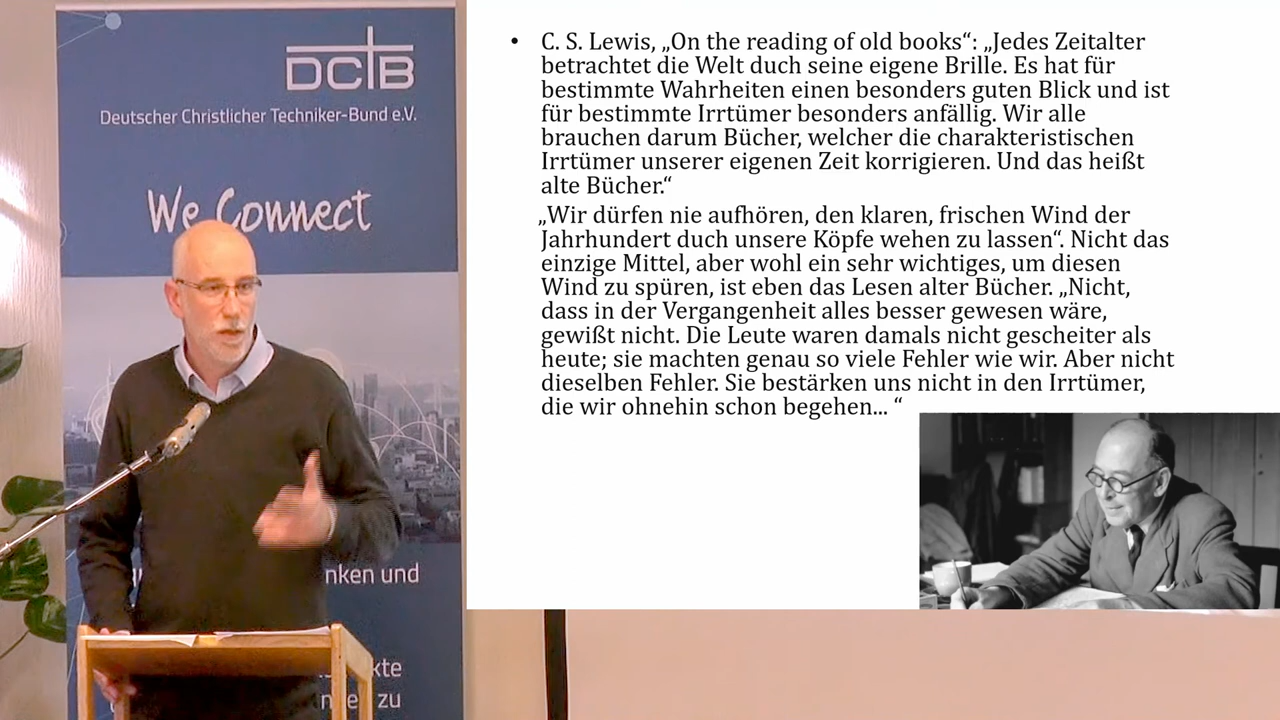 DCTB
Deutscher Christlicher Techniker-Bund e.V.
We Connect
nken und
kte
zu
• C. S. Lewis, „On the reading of old books“: „Jedes Zeitalter
betrachtet die Welt duch seine eigene Brille. Es hat für
bestimmte Wahrheiten einen besonders guten Blick und ist
für bestimmte Irrtümer besonders anfällig. Wir alle
brauchen darum Bücher, welcher die charakteristischen
Irrtümer unserer eigenen Zeit korrigieren. Und das heißt
alte Bücher.“
„Wir dürfen nie aufhören, den klaren, frischen Wind der
Jahrhundert duch unsere Köpfe wehen zu lassen“. Nicht das
einzige Mittel, aber wohl ein sehr wichtiges, um diesen
Wind zu spüren, ist eben das Lesen alter Bücher. „Nicht,
dass in der Vergangenheit alles besser gewesen wäre,
gewißt nicht. Die Leute waren damals nicht gescheiter als
heute; sie machten genau so viele Fehler wie wir. Aber nicht
dieselben Fehler. Sie bestärken uns nicht in den Irrtümer,
die wir ohnehin schon begehen... “